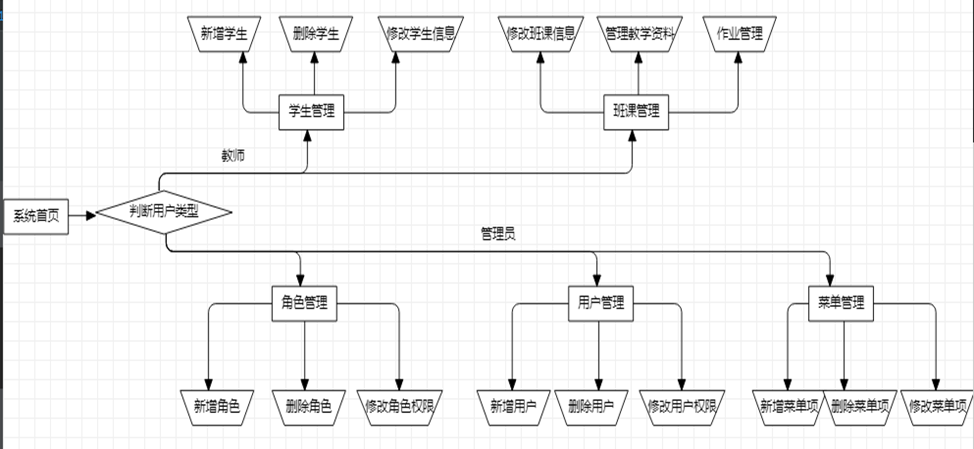 新增学生
删除学生
修改学生信息
修改班课信息
管理教学资料
作业管理
学生管理
班课管理
教师
系统首页
判断用户类型
管理员
角色管理
用户管理
菜单管理
新增角色
删除角色
修改角色权限
新增用户
删除用户
修改用户权限
新增菜单项
删除菜单项
修改菜单项